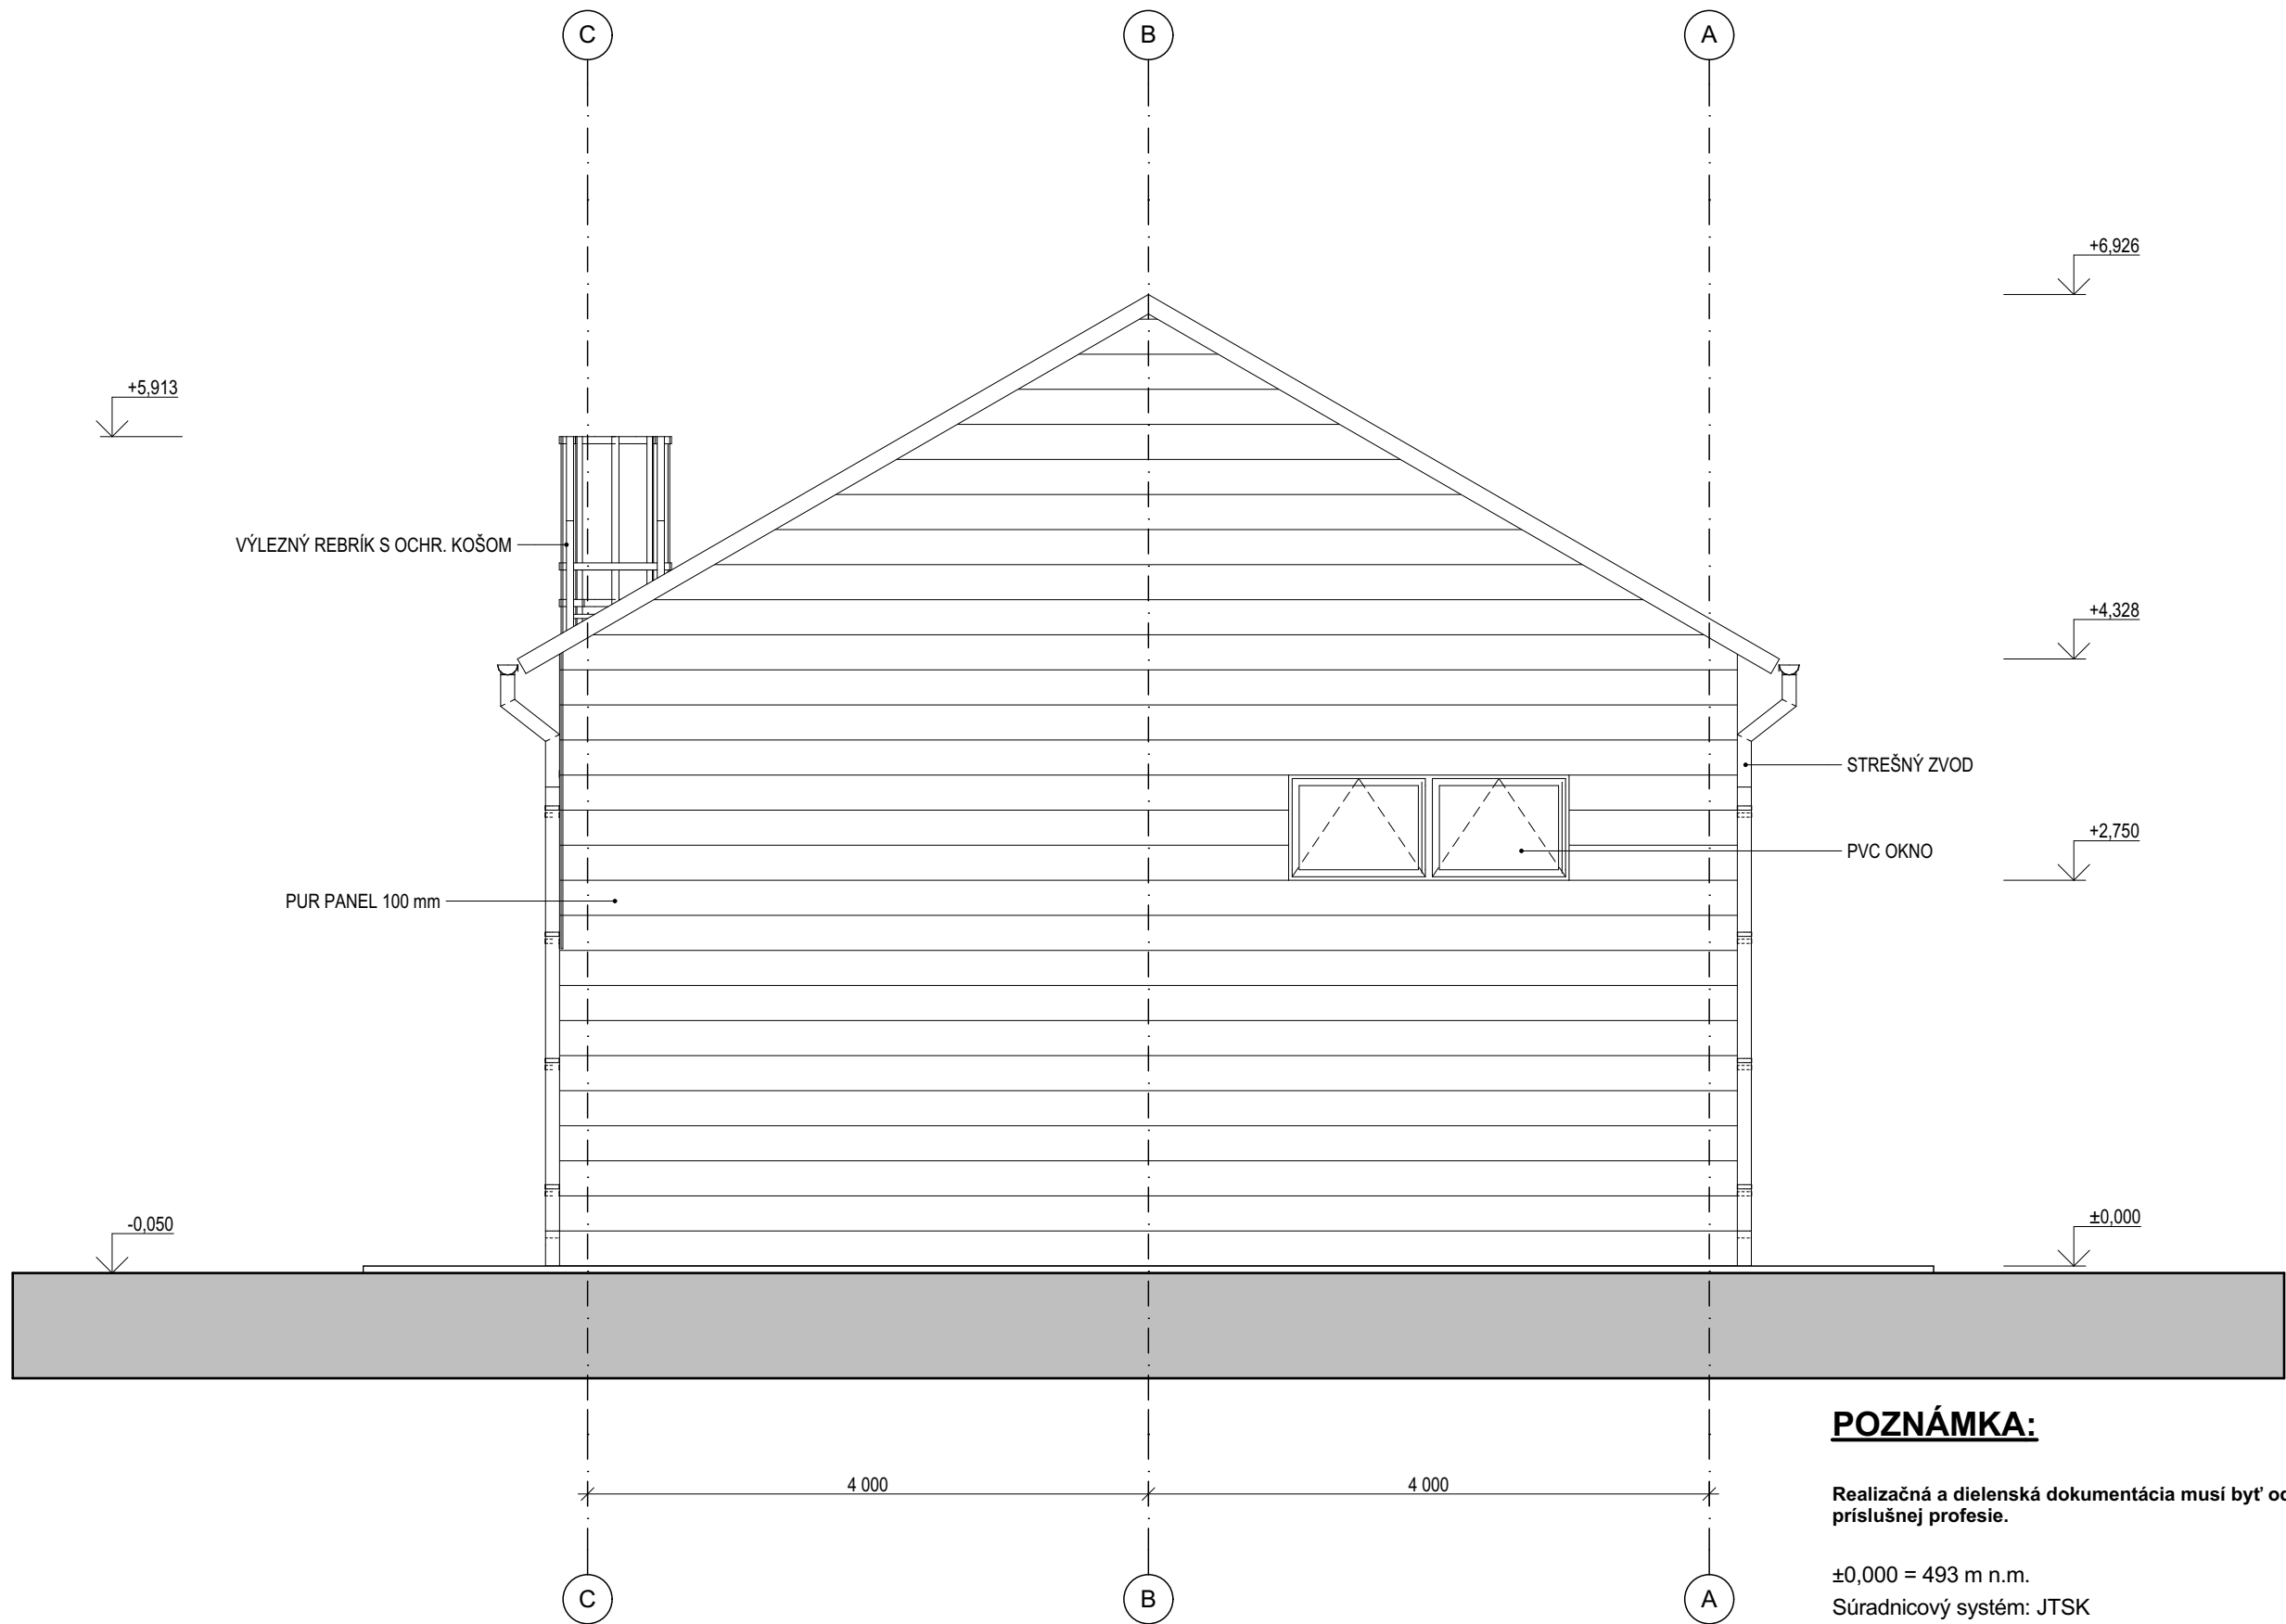 C
B
A
+6,926
+5,913
VÝLEZNÝ REBRÍK S OCHR. KOŠOM
+4,328
STREŠNÝ ZVOD
+2,750
PVC OKNO
PUR PANEL 100 mm
-0,050
±0,000
POZNÁMKA:
4 000
4 000
Realizačná a dielenská dokumentácia musí byť
príslušnej profesie.
±0,000 = 493 m n.m.
Súradnicový systém: JTSK
C
B
A